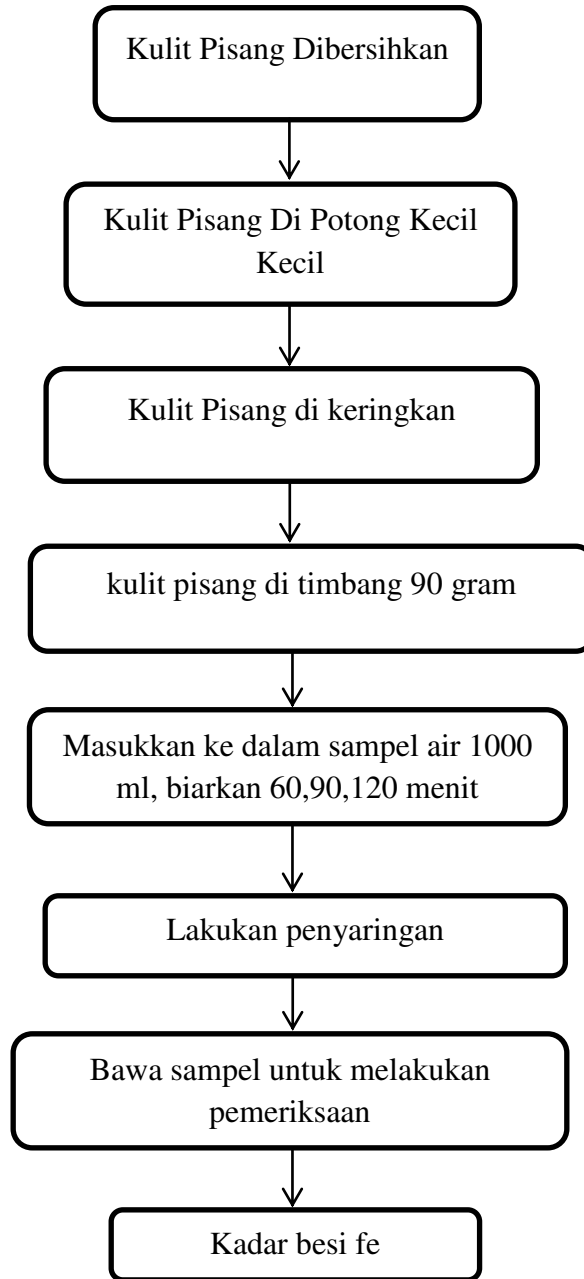 Kulit Pisang Dibersihkan
Kulit Pisang Di Potong Kecil
Kecil
Kulit Pisang di keringkan
kulit pisang di timbang 90 gram
Masukkan ke dalam sampel air 1000
ml, biarkan 60,90,120 menit
Lakukan penyaringan
Bawa sampel untuk melakukan
pemeriksaan
Kadar besi fe